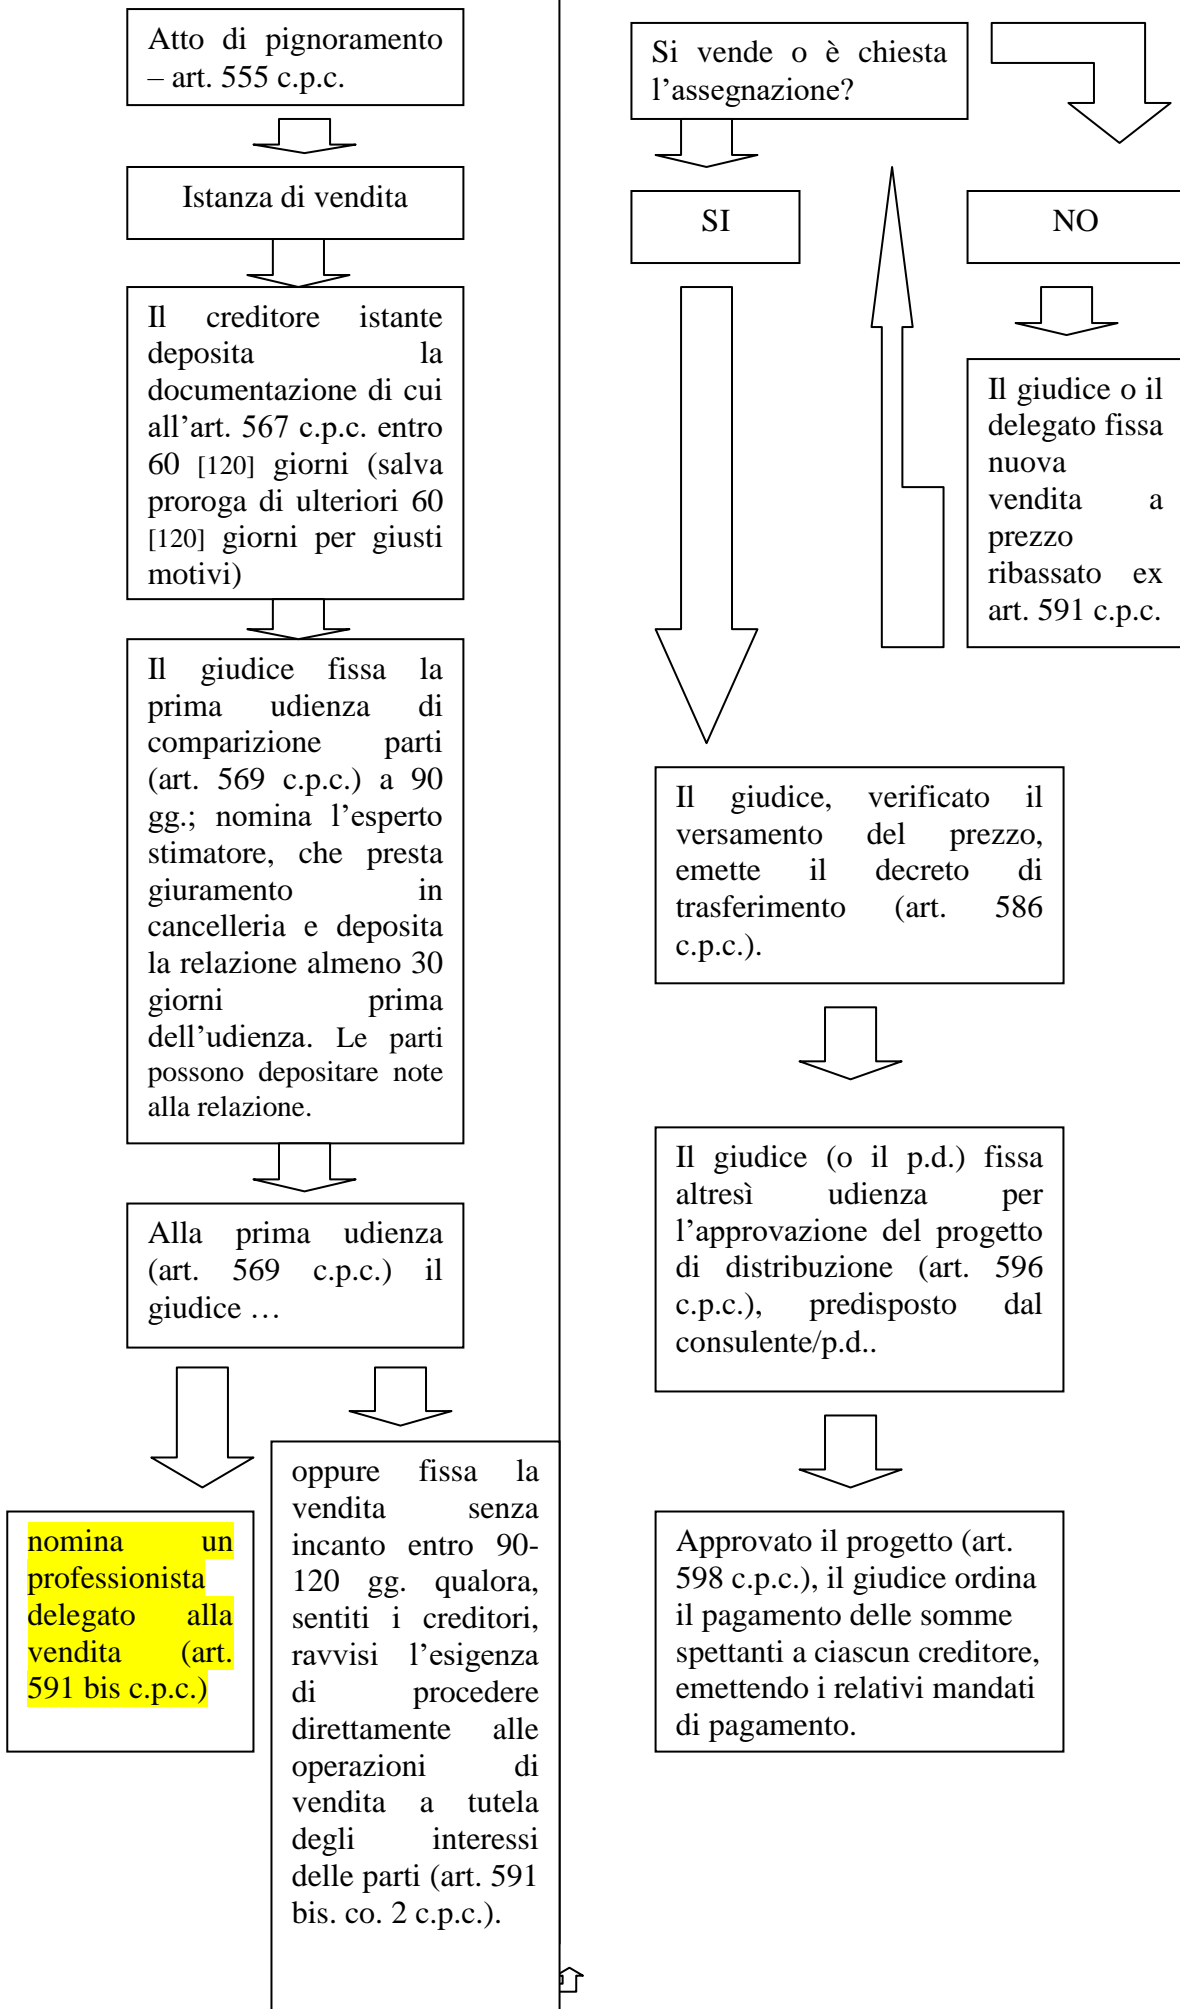 Atto di pignoramento
– art. 555 c.p.c.
Istanza di vendita
Il creditore istante
deposita la
documentazione di cui
all’art. 567 c.p.c. entro
60 [120] giorni (salva
proroga di ulteriori 60
[120] giorni per giusti
motivi)
Il giudice fissa la
prima udienza di
comparizione parti
(art. 569 c.p.c.) a 90
gg.; nomina l’esperto
stimatore, che presta
giuramento in
cancelleria e deposita
la relazione almeno 30
giorni prima
dell’udienza. Le parti
possono depositare note
alla relazione.
Alla prima udienza
(art. 569 c.p.c.) il
giudice …
nomina un
professionista
delegato alla
vendita (art.
591 bis c.p.c.)
oppure fissa la
vendita senza
incanto entro 90-
120 gg. qualora,
sentiti i creditori,
ravvisi l’esigenza
di procedere
direttamente alle
operazioni di
vendita a tutela
degli interessi
delle parti (art. 591
bis. co. 2 c.p.c.).
Si vende o è chiesta
l’assegnazione?
SI
NO
Il giudice o il
delegato fissa
nuova
vendita a
prezzo
ribassato ex
art. 591 c.p.c.
Il giudice, verificato il
versamento del prezzo,
emette il decreto di
trasferimento (art. 586
c.p.c.).
Il giudice (o il p.d.) fissa
altresì udienza per
l’approvazione del progetto
di distribuzione (art. 596
c.p.c.), predisposto dal
consulente/p.d..
Approvato il progetto (art.
598 c.p.c.), il giudice ordina
il pagamento delle somme
spettanti a ciascun creditore,
emettendo i relativi mandati
di pagamento.